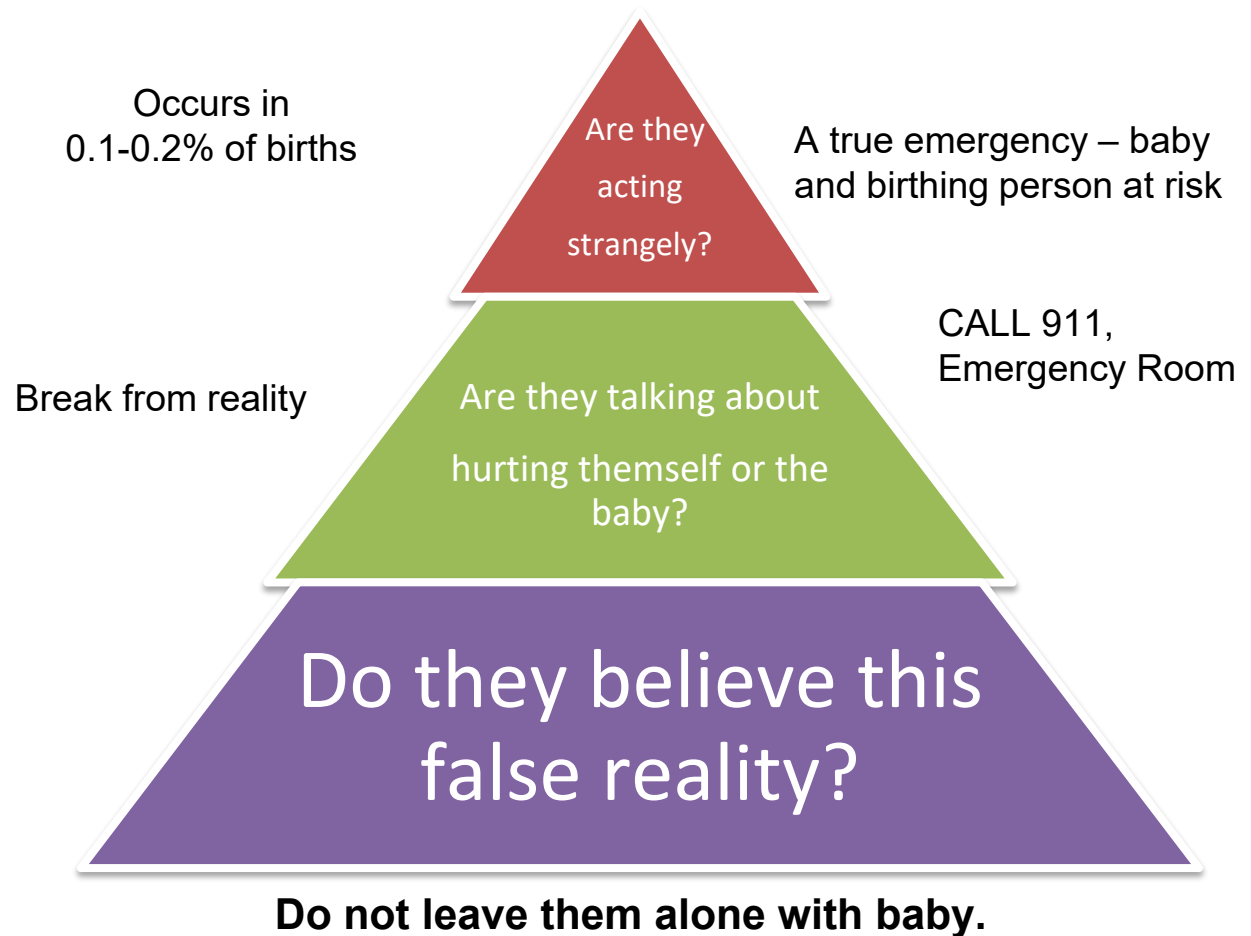 Occurs in
0.1-0.2% of births
Are they
acting
strangely?
A true emergency – baby
and birthing person at risk
CALL 911,
Emergency Room
Break from reality
Are they talking about
hurting themself or the
baby?
Do they believe this
false reality?
Do not leave them alone with baby.